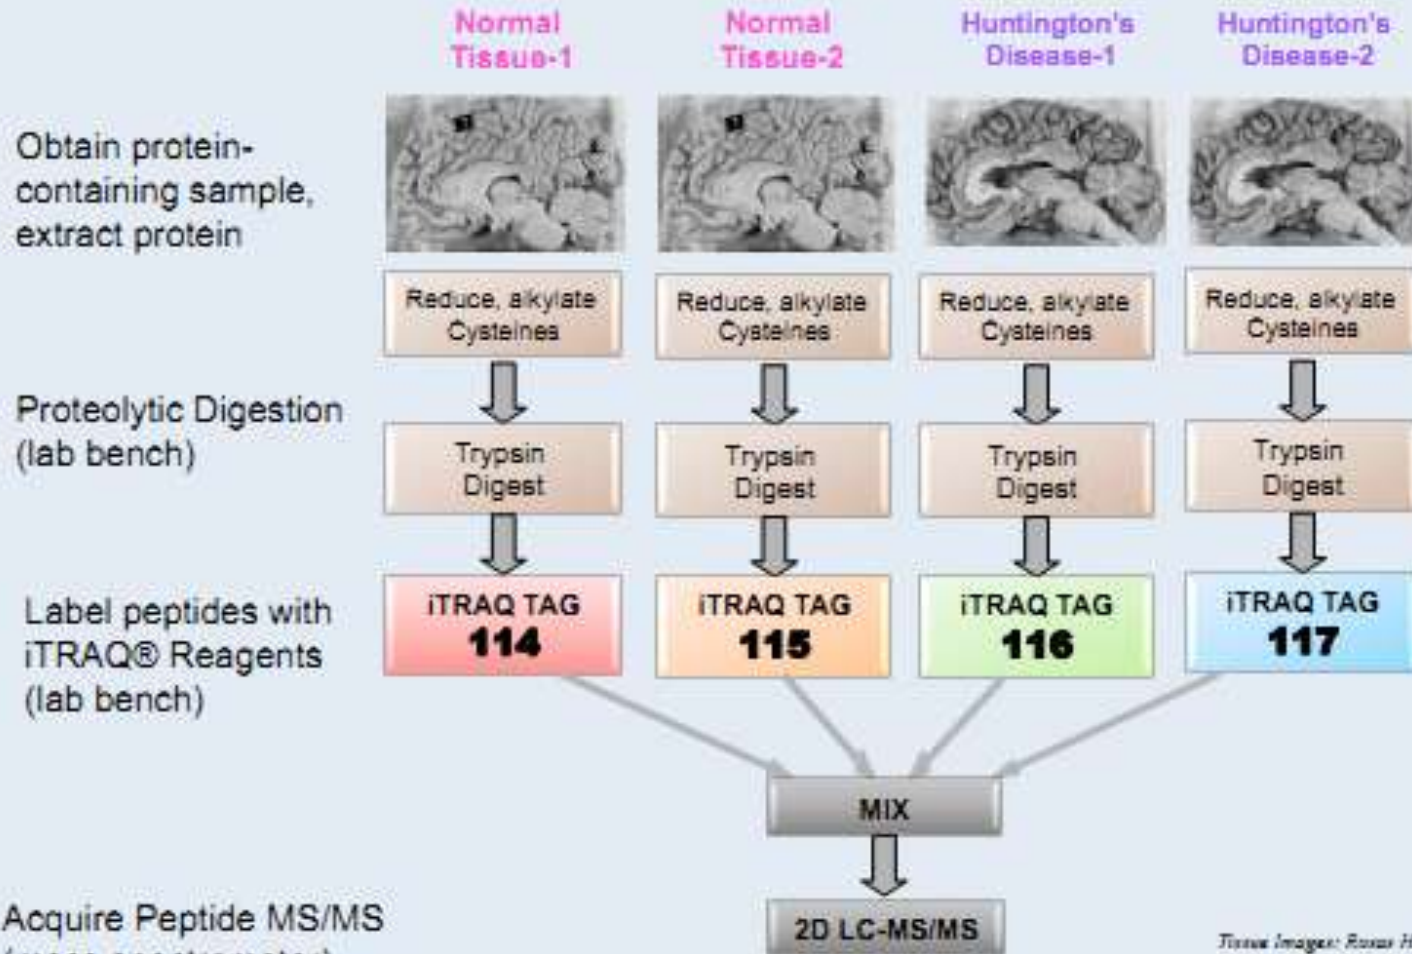 Normal
Tissue-1
Normal
Tissue-2
Huntington's
Disease-1
Huntington's
Disease-2
Obtain protein-
containing sample,
extract protein
Reduce, alkylate
Cysteines
Reduce, alkylate
Cysteines
Reduce, alkylate
Cysteines
Reduce, alkylate
Cysteines
Proteolytic Digestion
(lab bench)
Trypsin
Digest
Trypsin
Digest
Trypsin
Digest
Trypsin
Digest
Label peptides with
iTRAQ® Reagents
(lab bench)
iTRAQ TAG
114
iTRAQ TAG
115
iTRAQ TAG
116
iTRAQ TAG
117
MIX
Acquire Peptide MS/MS
2D LC-MS/MS
Tissue Images: